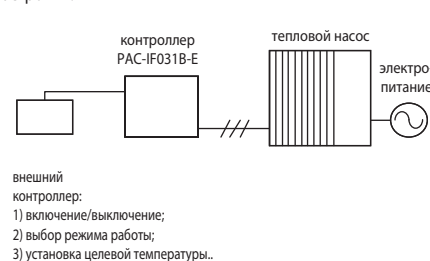 контроллер
PAC-IF031B-E
тепловой насос
электро
питание
внешний
контроллер:
1) включение/выключение;
2) выбор режима работы;
3) установка целевой температуры..